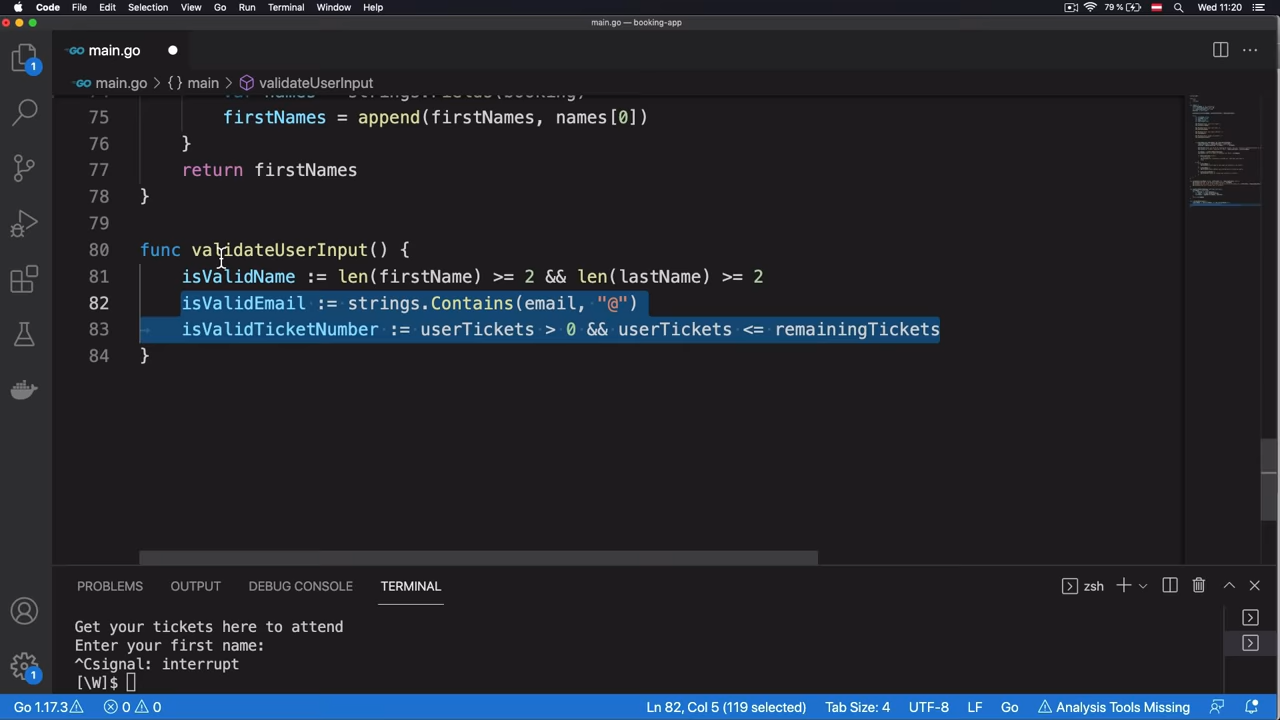 Code File Edit Selection View Go Run Terminal Window Help 79 % Wed 11:20
main.go — booking-app
GO main.go
GO main.go > {} main > validateUserInput
75 firstNames = append(firstNames, names[0])
76 }
77 return firstNames
78 }
79
80 func validateUserInput() {
81 isValidName := len(firstName) >= 2 && len(lastName) >= 2
82 isValidEmail := strings.Contains(email, "@")
83 isValidTicketNumber := userTickets > 0 && userTickets <= remainingTickets
84 }
PROBLEMS OUTPUT DEBUG CONSOLE TERMINAL zsh
Get your tickets here to attend
Enter your first name:
^Csignal: interrupt
[\W]$
1
1
Go 1.17.3 0 0 Ln 82, Col 5 (119 selected) Tab Size: 4 UTF-8 LF Go Analysis Tools Missing